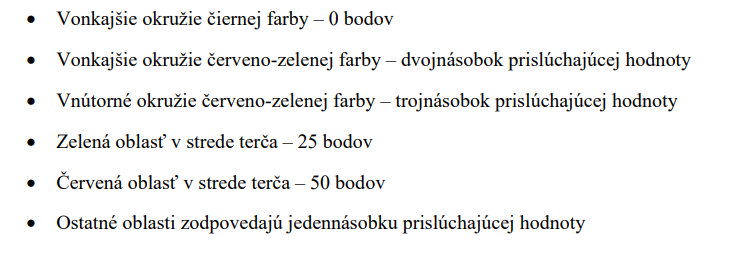 • Vonkajšie okružie čiernej farby – 0 bodov
• Vonkajšie okružie červeno-zelenej farby – dvojnásobok prislúchajúcej hodnoty
• Vnútorné okružie červeno-zelenej farby – trojnásobok prislúchajúcej hodnoty
• Zelená oblasť v strede terča – 25 bodov
• Červená oblasť v strede terča – 50 bodov
• Ostatné oblasti zodpovedajú jedennásobku prislúchajúcej hodnoty